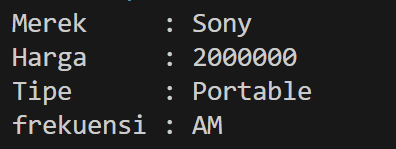 Merek     : Sony
Harga     : 2000000
Tipe      : Portable
frekuensi : AM